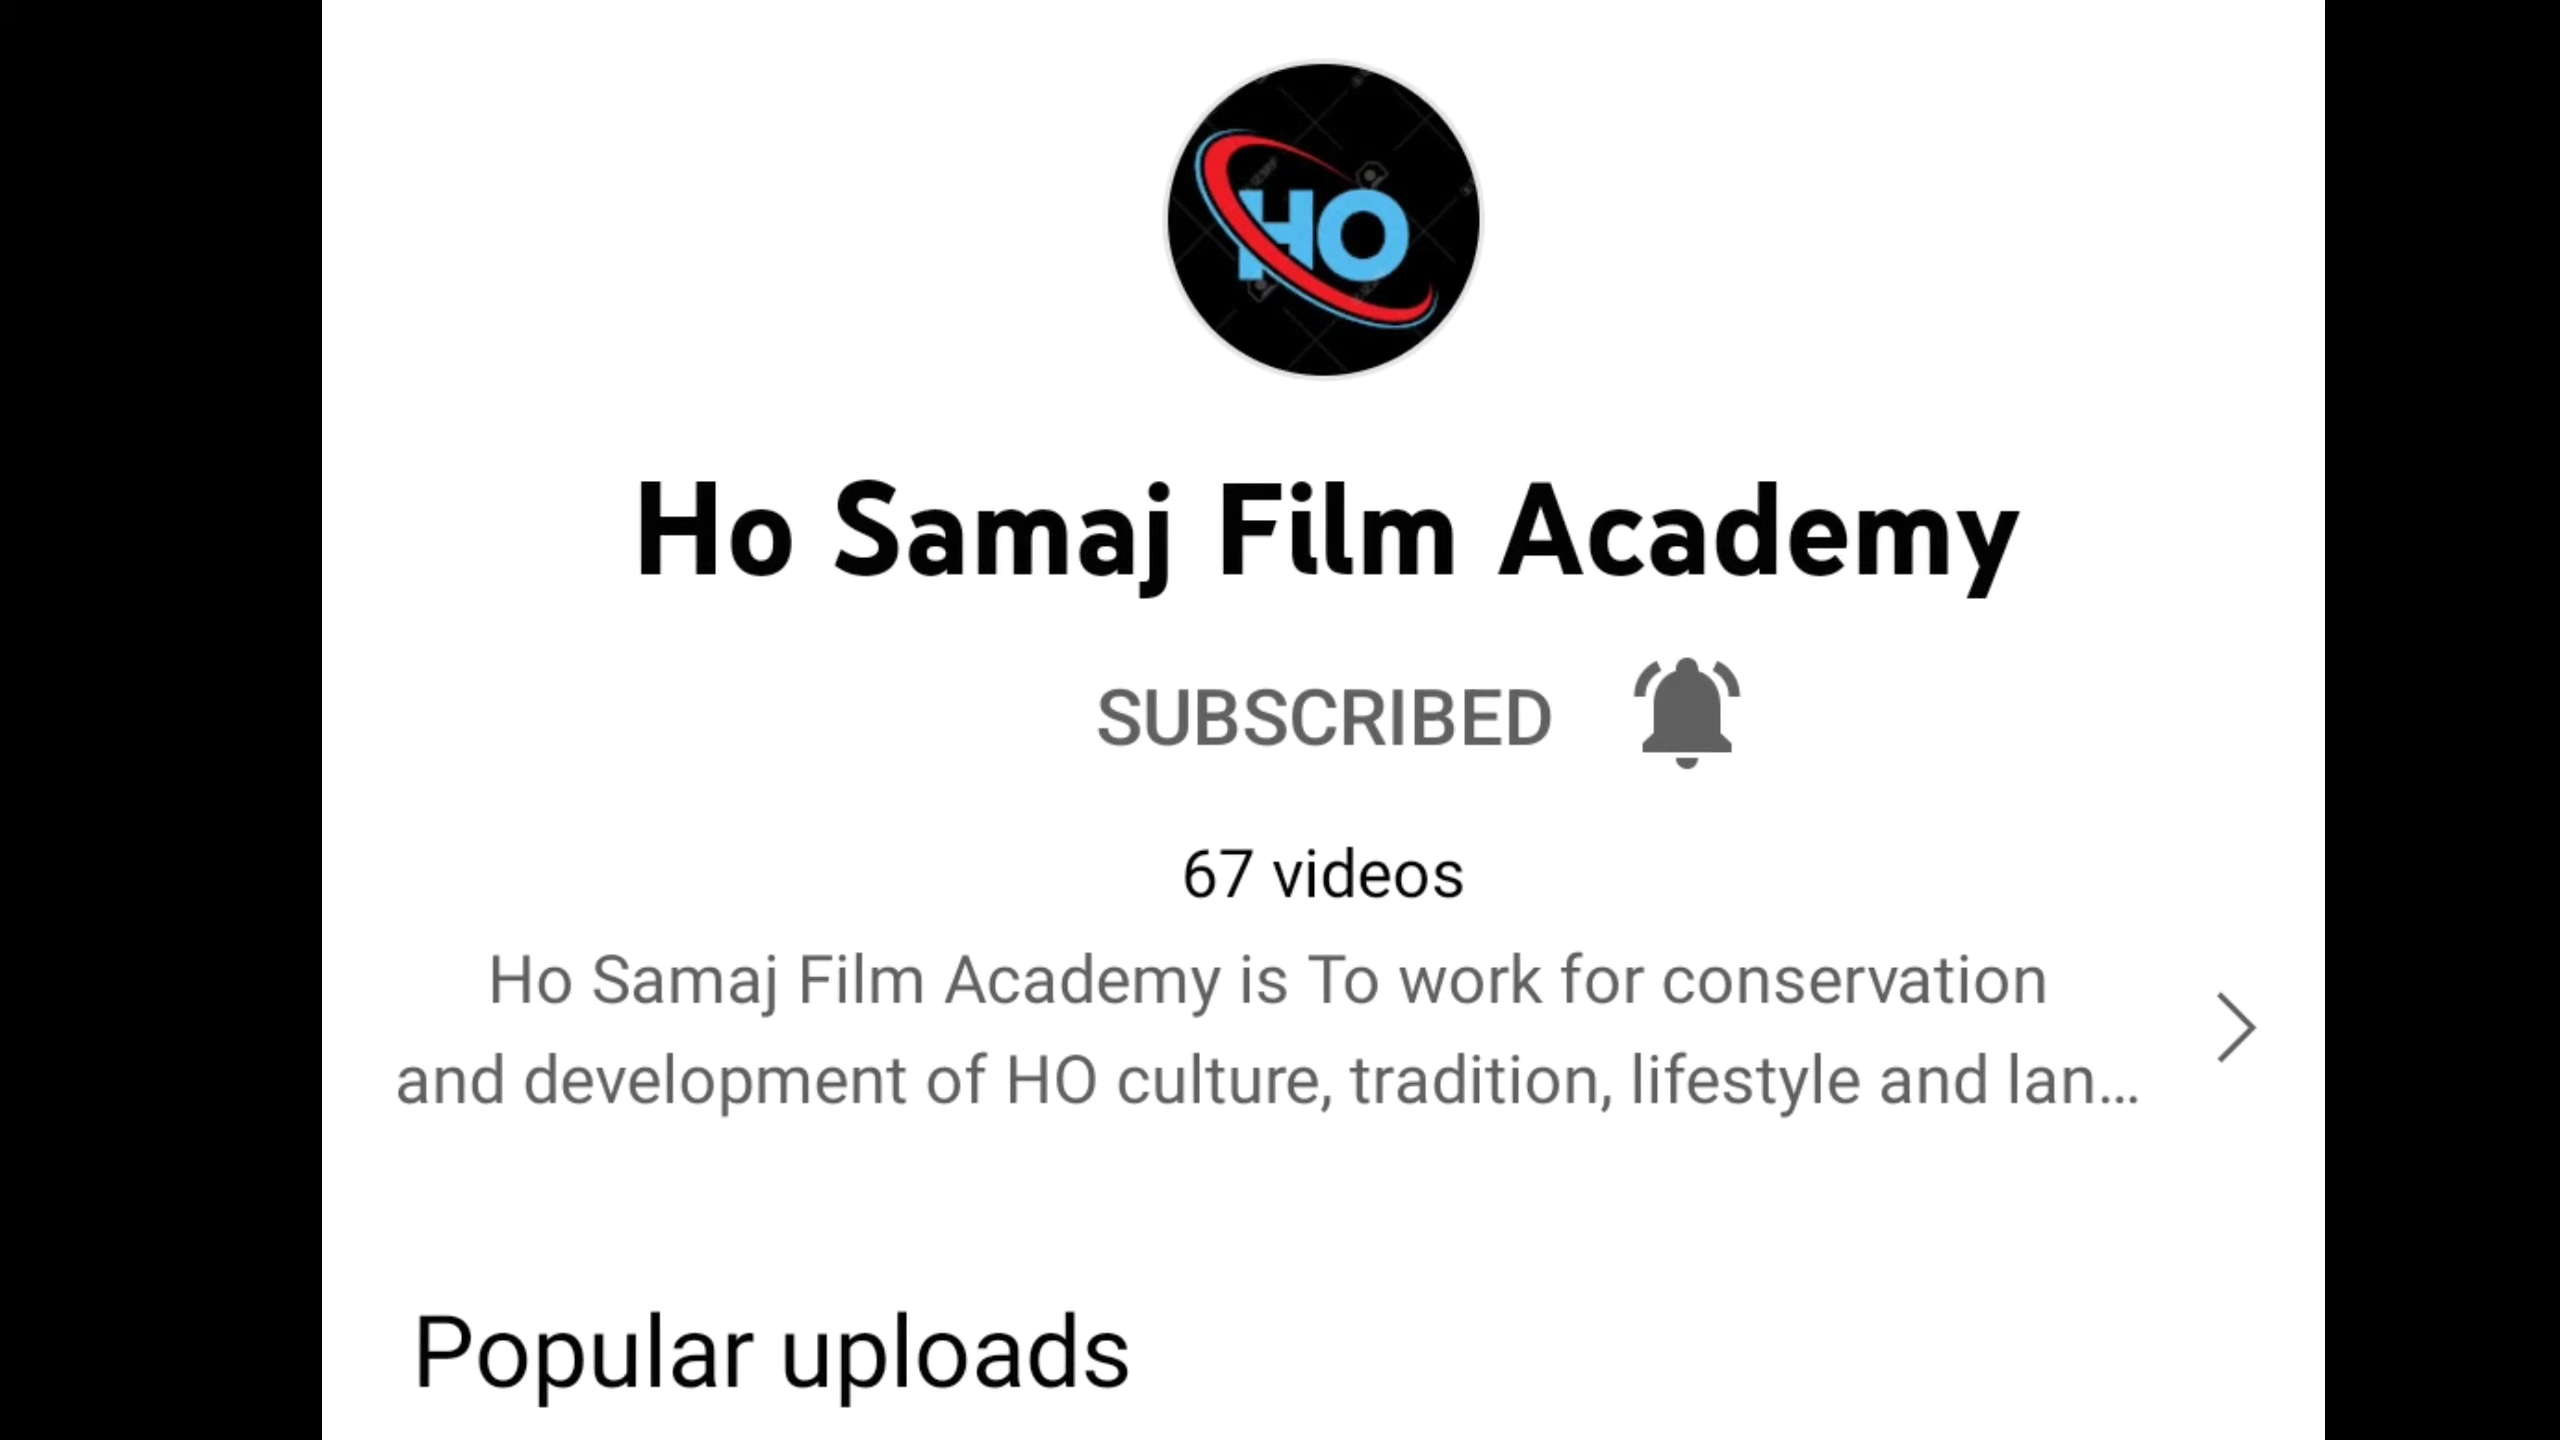 HO
Ho Samaj Film Academy
SUBSCRIBED
67 videos
Ho Samaj Film Academy is To work for conservation
and development of HO culture, tradition, lifestyle and lan...
Popular uploads